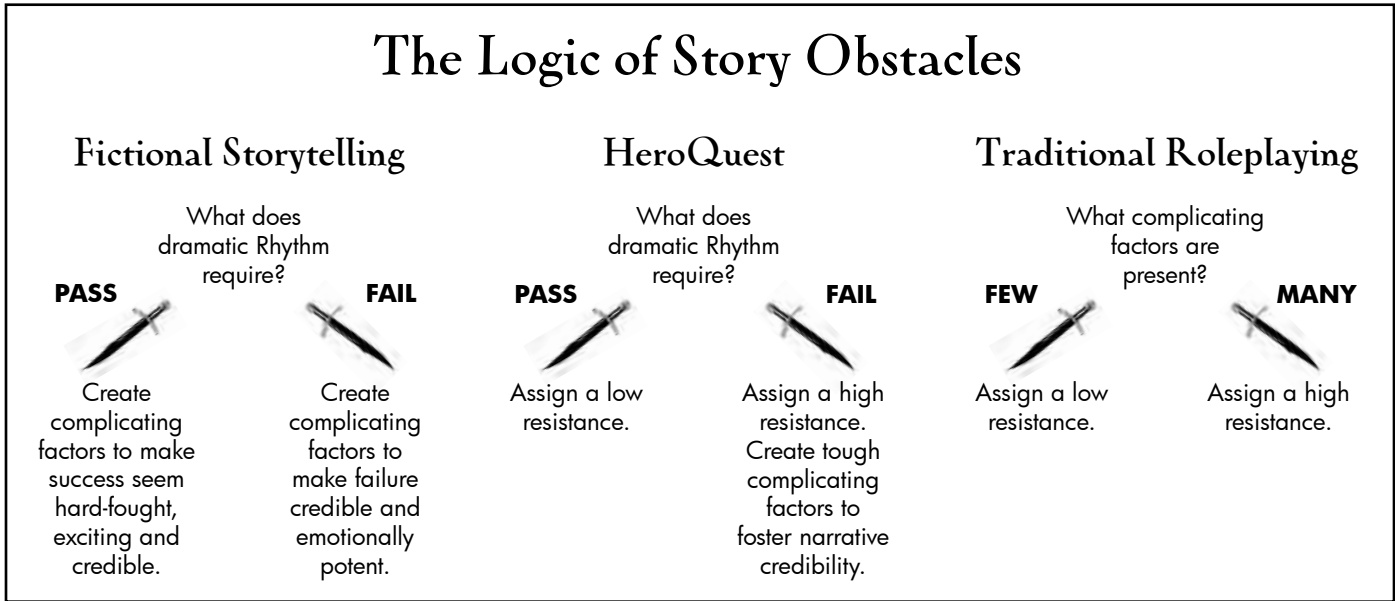 The Logic of Story Obstacles
Fictional Storytelling
What does
dramatic Rhythm
require?
PASS
FAIL
Create
complicating
factors to make
success seem
hard-fought,
exciting and
credible.
Create
complicating
factors to
make failure
credible and
emotionally
potent.
HeroQuest
What does
dramatic Rhythm
require?
PASS
FAIL
Assign a low
resistance.
Assign a high
resistance.
Create tough
complicating
factors to
foster narrative
credibility.
Traditional Roleplaying
What complicating
factors are
present?
FEW
MANY
Assign a low
resistance.
Assign a high
resistance.